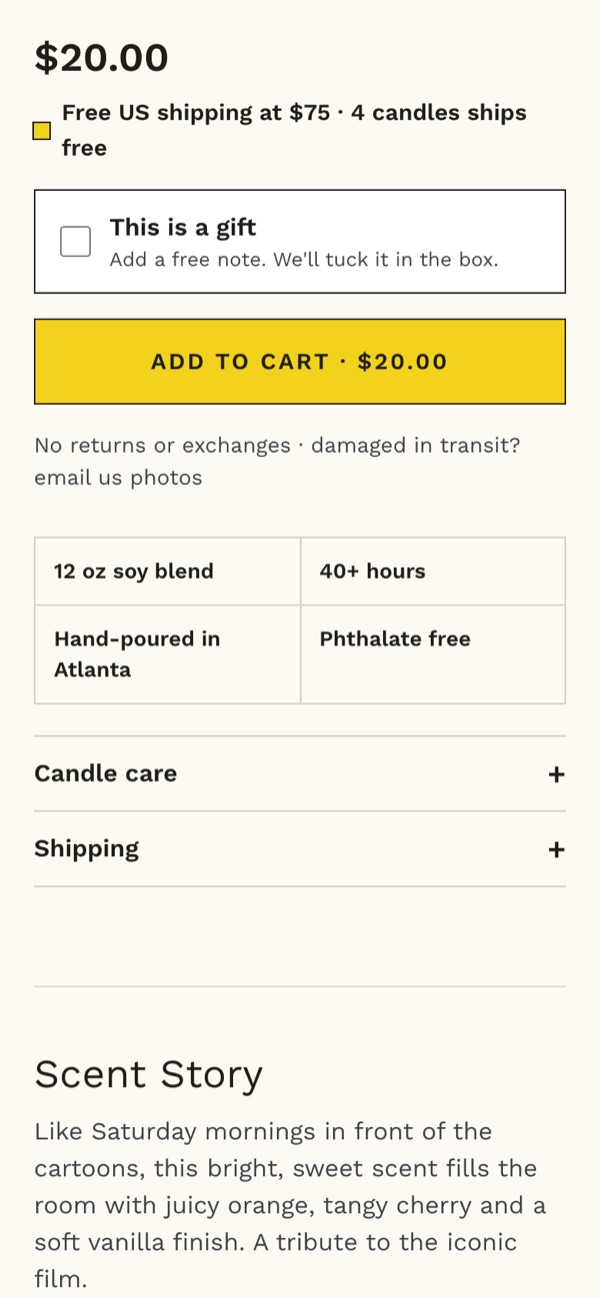 $20.00
Free US shipping at $75 · 4 candles ships
free
This is a gift
Add a free note. We'll tuck it in the box.
ADD TO CART · $20.00
No returns or exchanges · damaged in transit?
email us photos
12 oz soy blend
40+ hours
Hand-poured in
Atlanta
Phthalate free
Candle care +
Shipping +
Scent Story
Like Saturday mornings in front of the
cartoons, this bright, sweet scent fills the
room with juicy orange, tangy cherry and a
soft vanilla finish. A tribute to the iconic
film.